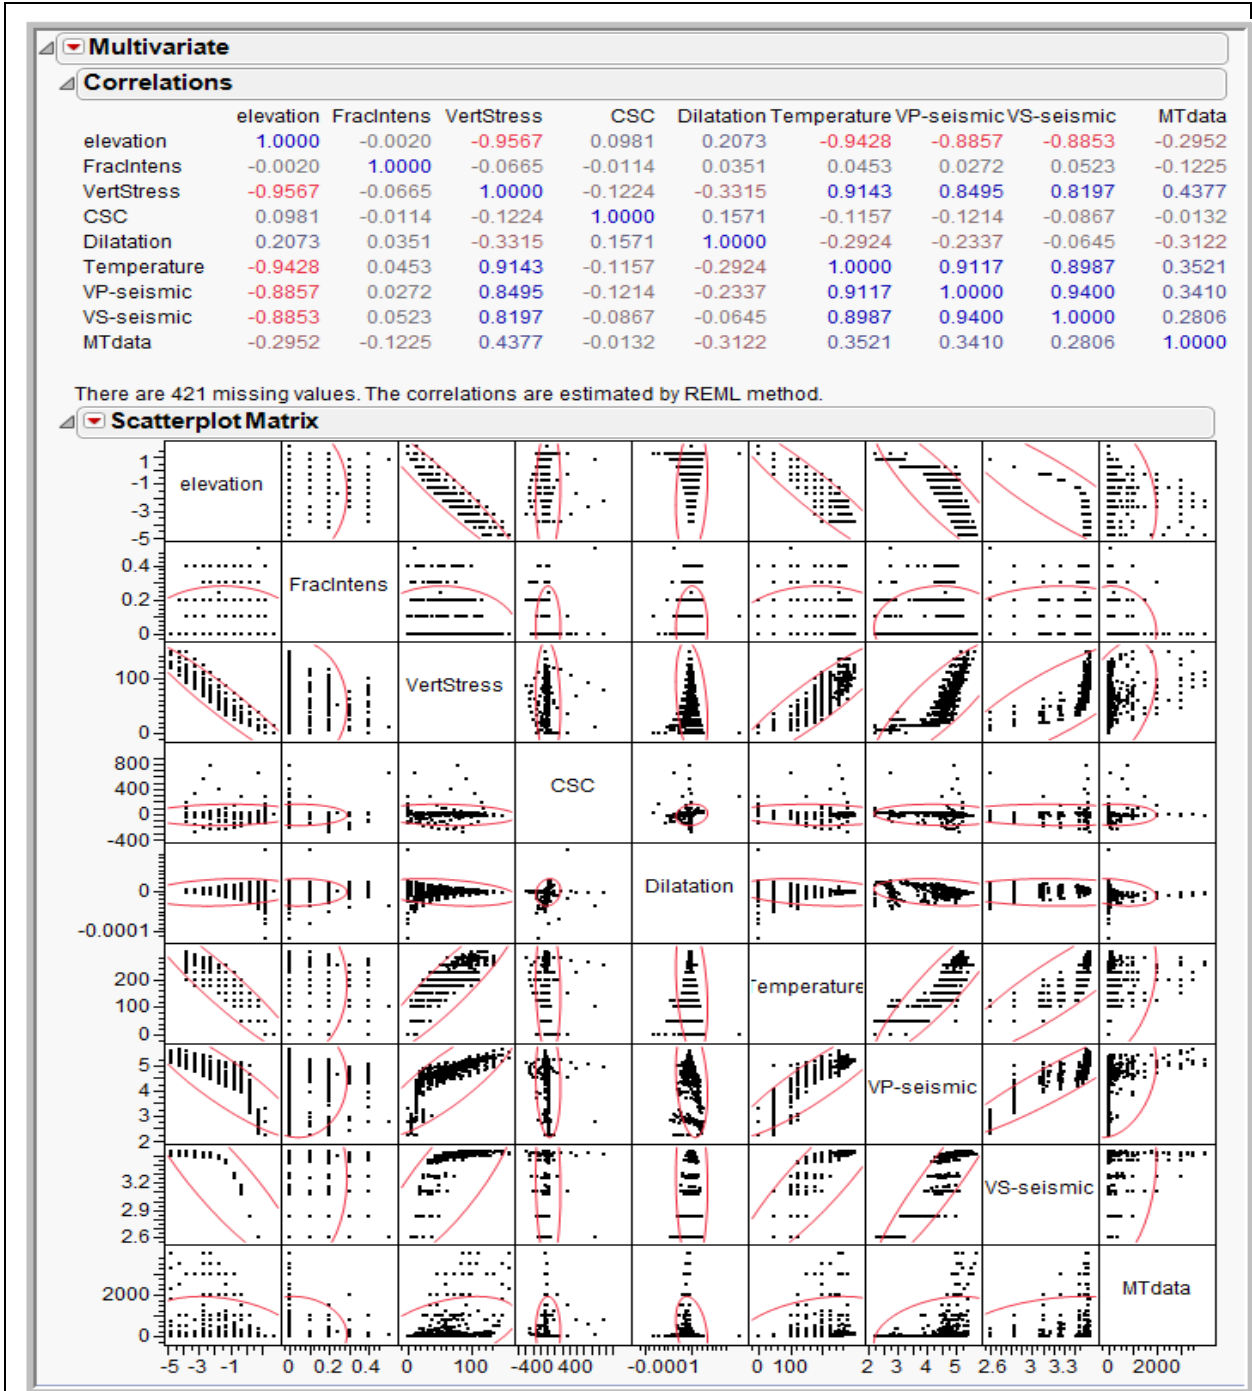 Multivariate
Correlations
elevation FracIntens VertStress CSC Dilatation Temperature VP-seismic VS-seismic MTdata
elevation 1.0000 -0.0020 -0.9567 0.0981 0.2073 -0.9428 -0.8857 -0.8853 -0.2952
FracIntens -0.0020 1.0000 -0.0665 -0.0114 0.0351 0.0453 0.0272 0.0523 -0.1225
VertStress -0.9567 -0.0665 1.0000 -0.1224 -0.3315 0.9143 0.8495 0.8197 0.4377
CSC 0.0981 -0.0114 -0.1224 1.0000 0.1571 -0.1157 -0.1214 -0.0867 -0.0132
Dilatation 0.2073 0.0351 -0.3315 0.1571 1.0000 -0.2924 -0.2337 -0.0645 -0.3122
Temperature -0.9428 0.0453 0.9143 -0.1157 -0.2924 1.0000 0.9117 0.8987 0.3521
VP-seismic -0.8857 0.0272 0.8495 -0.1214 -0.2337 0.9117 1.0000 0.9400 0.3410
VS-seismic -0.8853 0.0523 0.8197 -0.0867 -0.0645 0.8987 0.9400 1.0000 0.2806
MTdata -0.2952 -0.1225 0.4377 -0.0132 -0.3122 0.3521 0.3410 0.2806 1.0000
There are 421 missing values. The correlations are estimated by REML method.
Scatterplot Matrix
1
-1 elevation
-3
-5
0.4
FracIntens
0.2
0
100 VertStress
0
800
400 CSC
0
-400
0 Dilatation
-0.0001
200 Temperature
100
0
5
4 VP-seismic
3
2
3.2 VS-seismic
2.9
2.6
2000 MTdata
0
-5 -3 -1 0 0.2 0.4 0 100 -400 400 -0.0001 0 100 2 3 4 5 2.6 3 3.3 0 2000